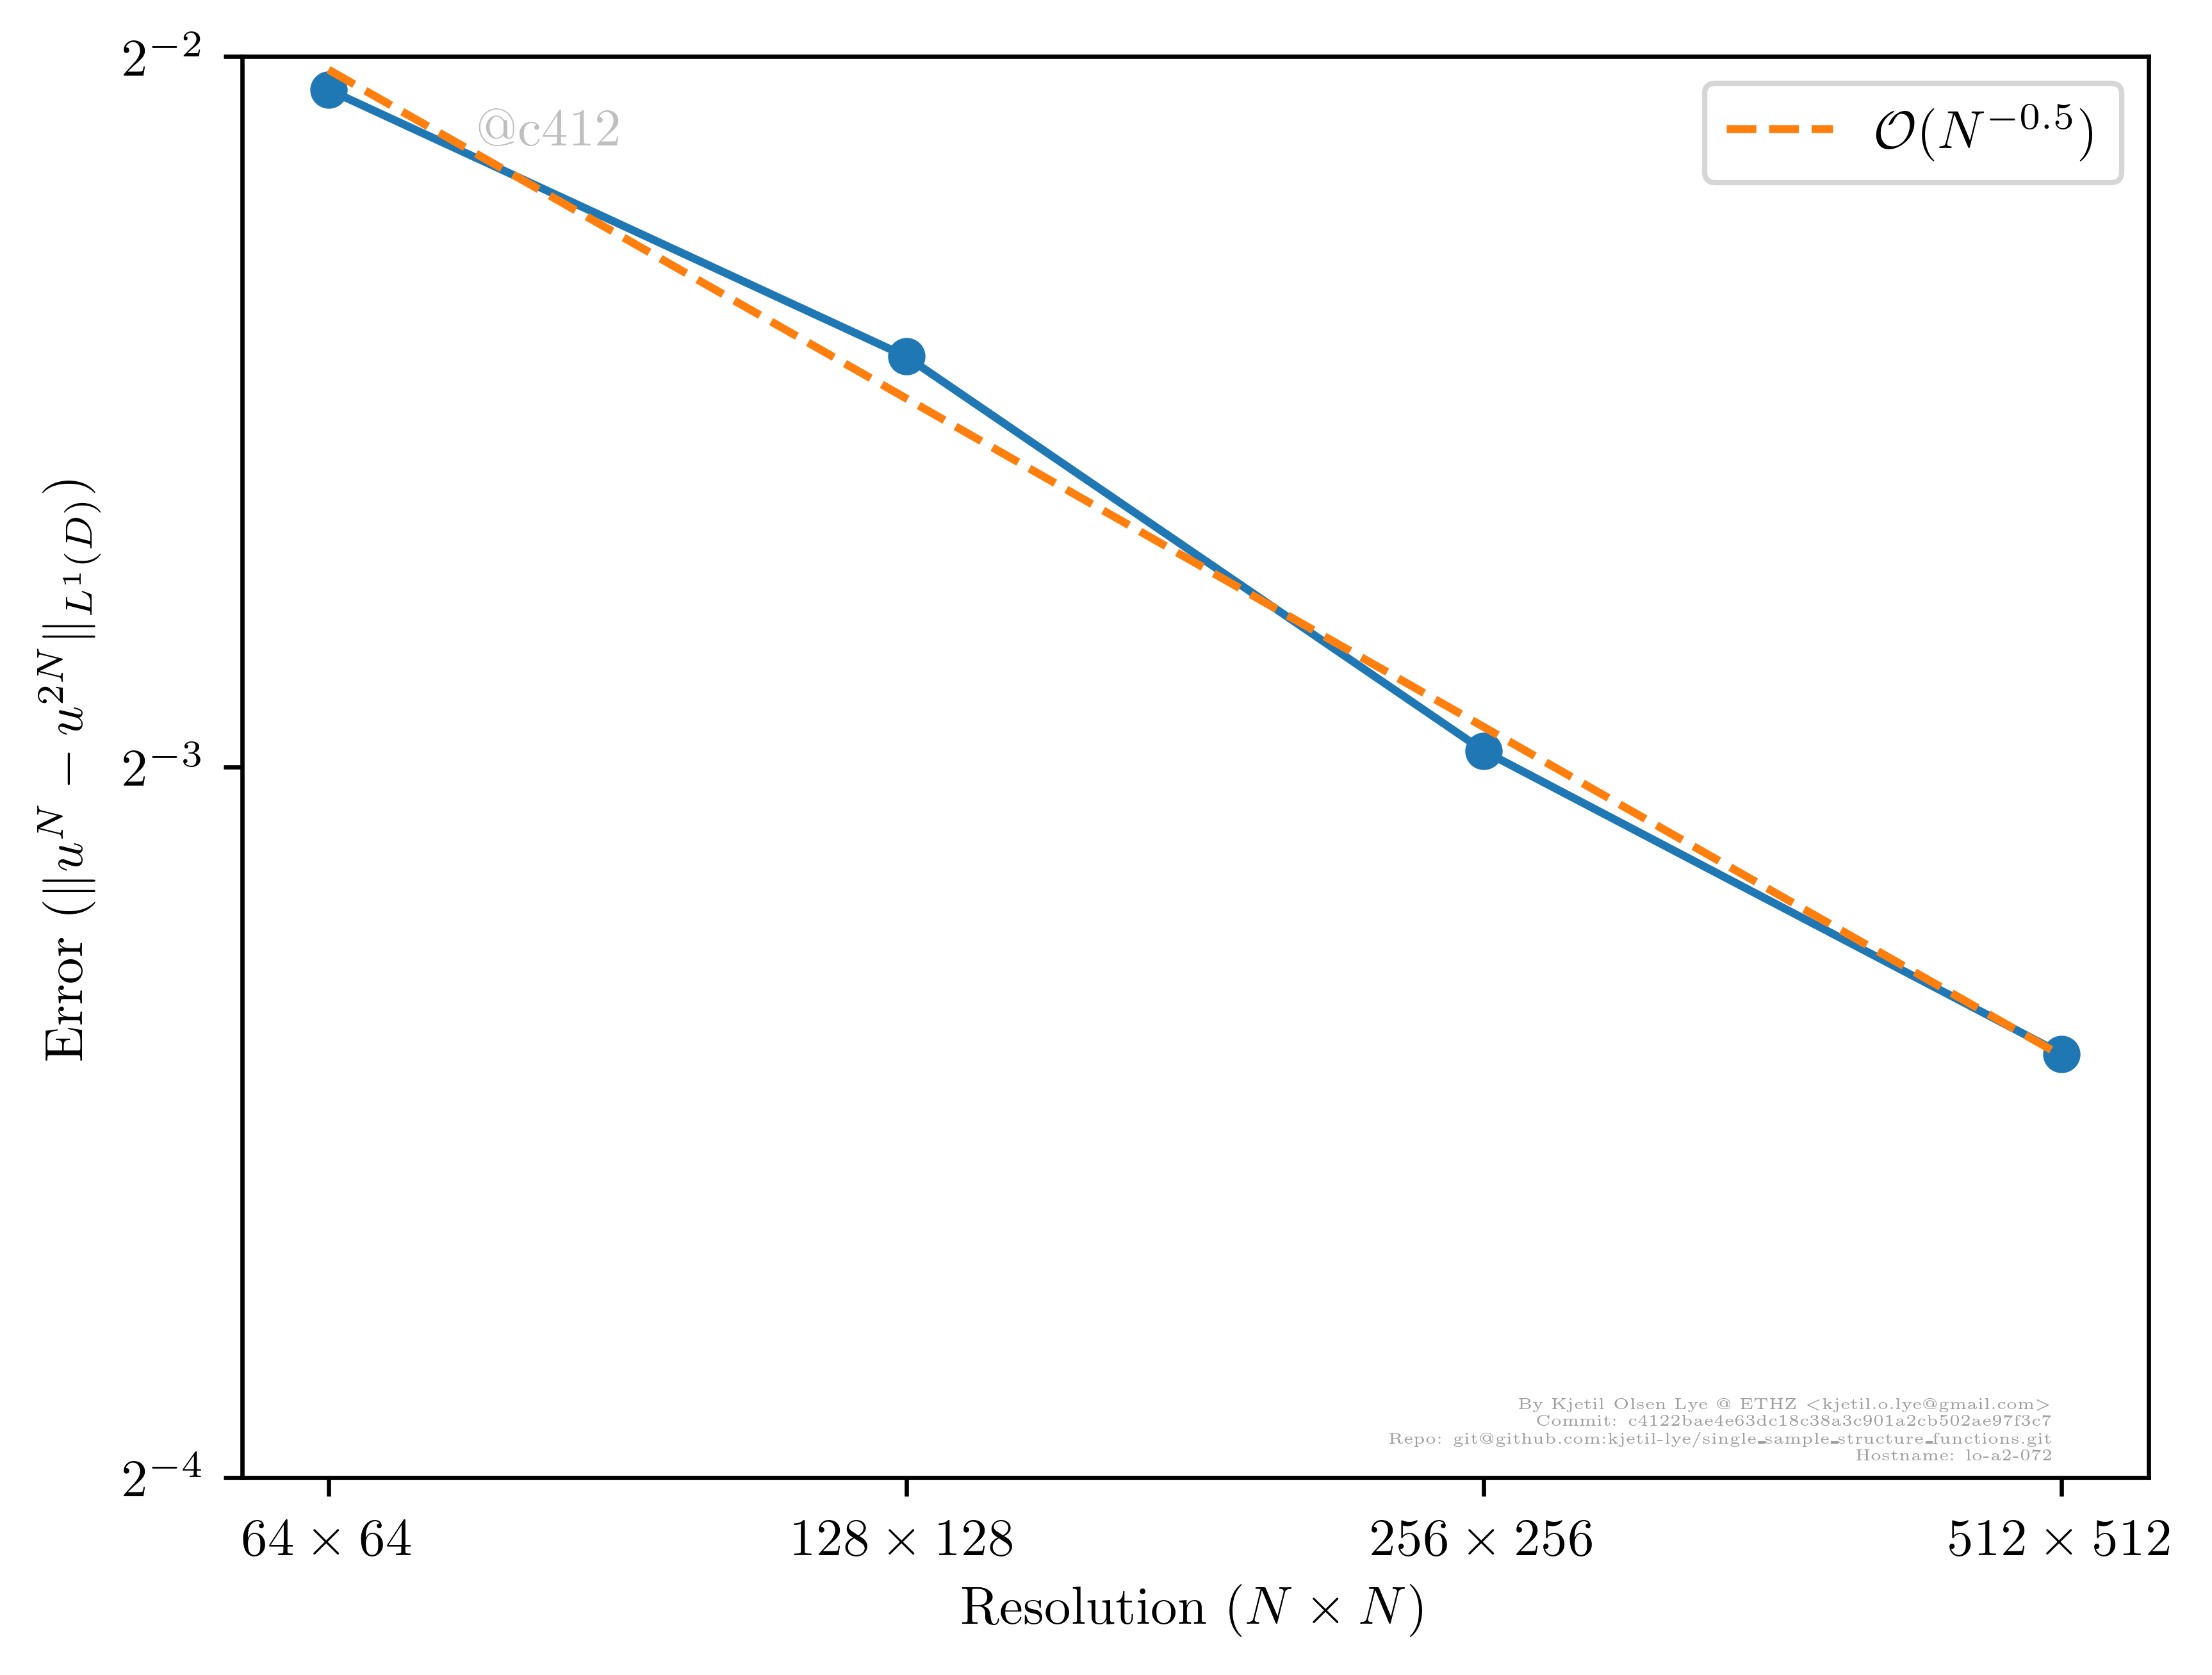 2^{-2}
@c412
O(N^{-0.5})
2^{-3}
2^{-4}
Error (||u^N − u^{2N}||_{L^1(D)})
By Kjetil Olsen Lye @ ETHZ <kjetil.o.lye@gmail.com>
Commit: c4122bae4e63dc18c38a3c901a2cb502ae97f3c7
Repo: git@github.com:kjetil-lye/single_sample_structure_functions.git
Hostname: lo-a2-072
64 × 64 128 × 128 256 × 256 512 × 512
Resolution (N × N)